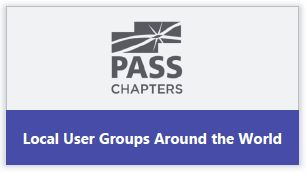 PASS
CHAPTERS
Local User Groups Around the World